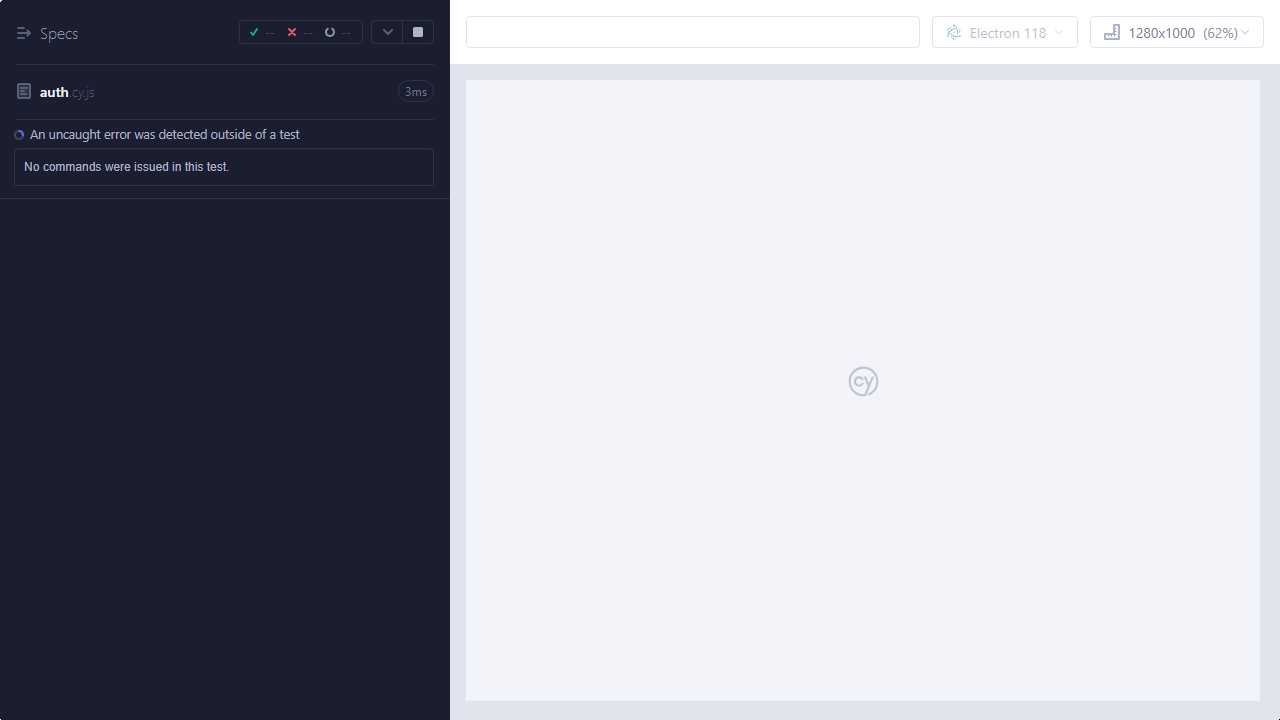 Specs
--
--
--
auth.cy.js
3ms
An uncaught error was detected outside of a test
No commands were issued in this test.
Electron 118
1280x1000 (62%)
cy